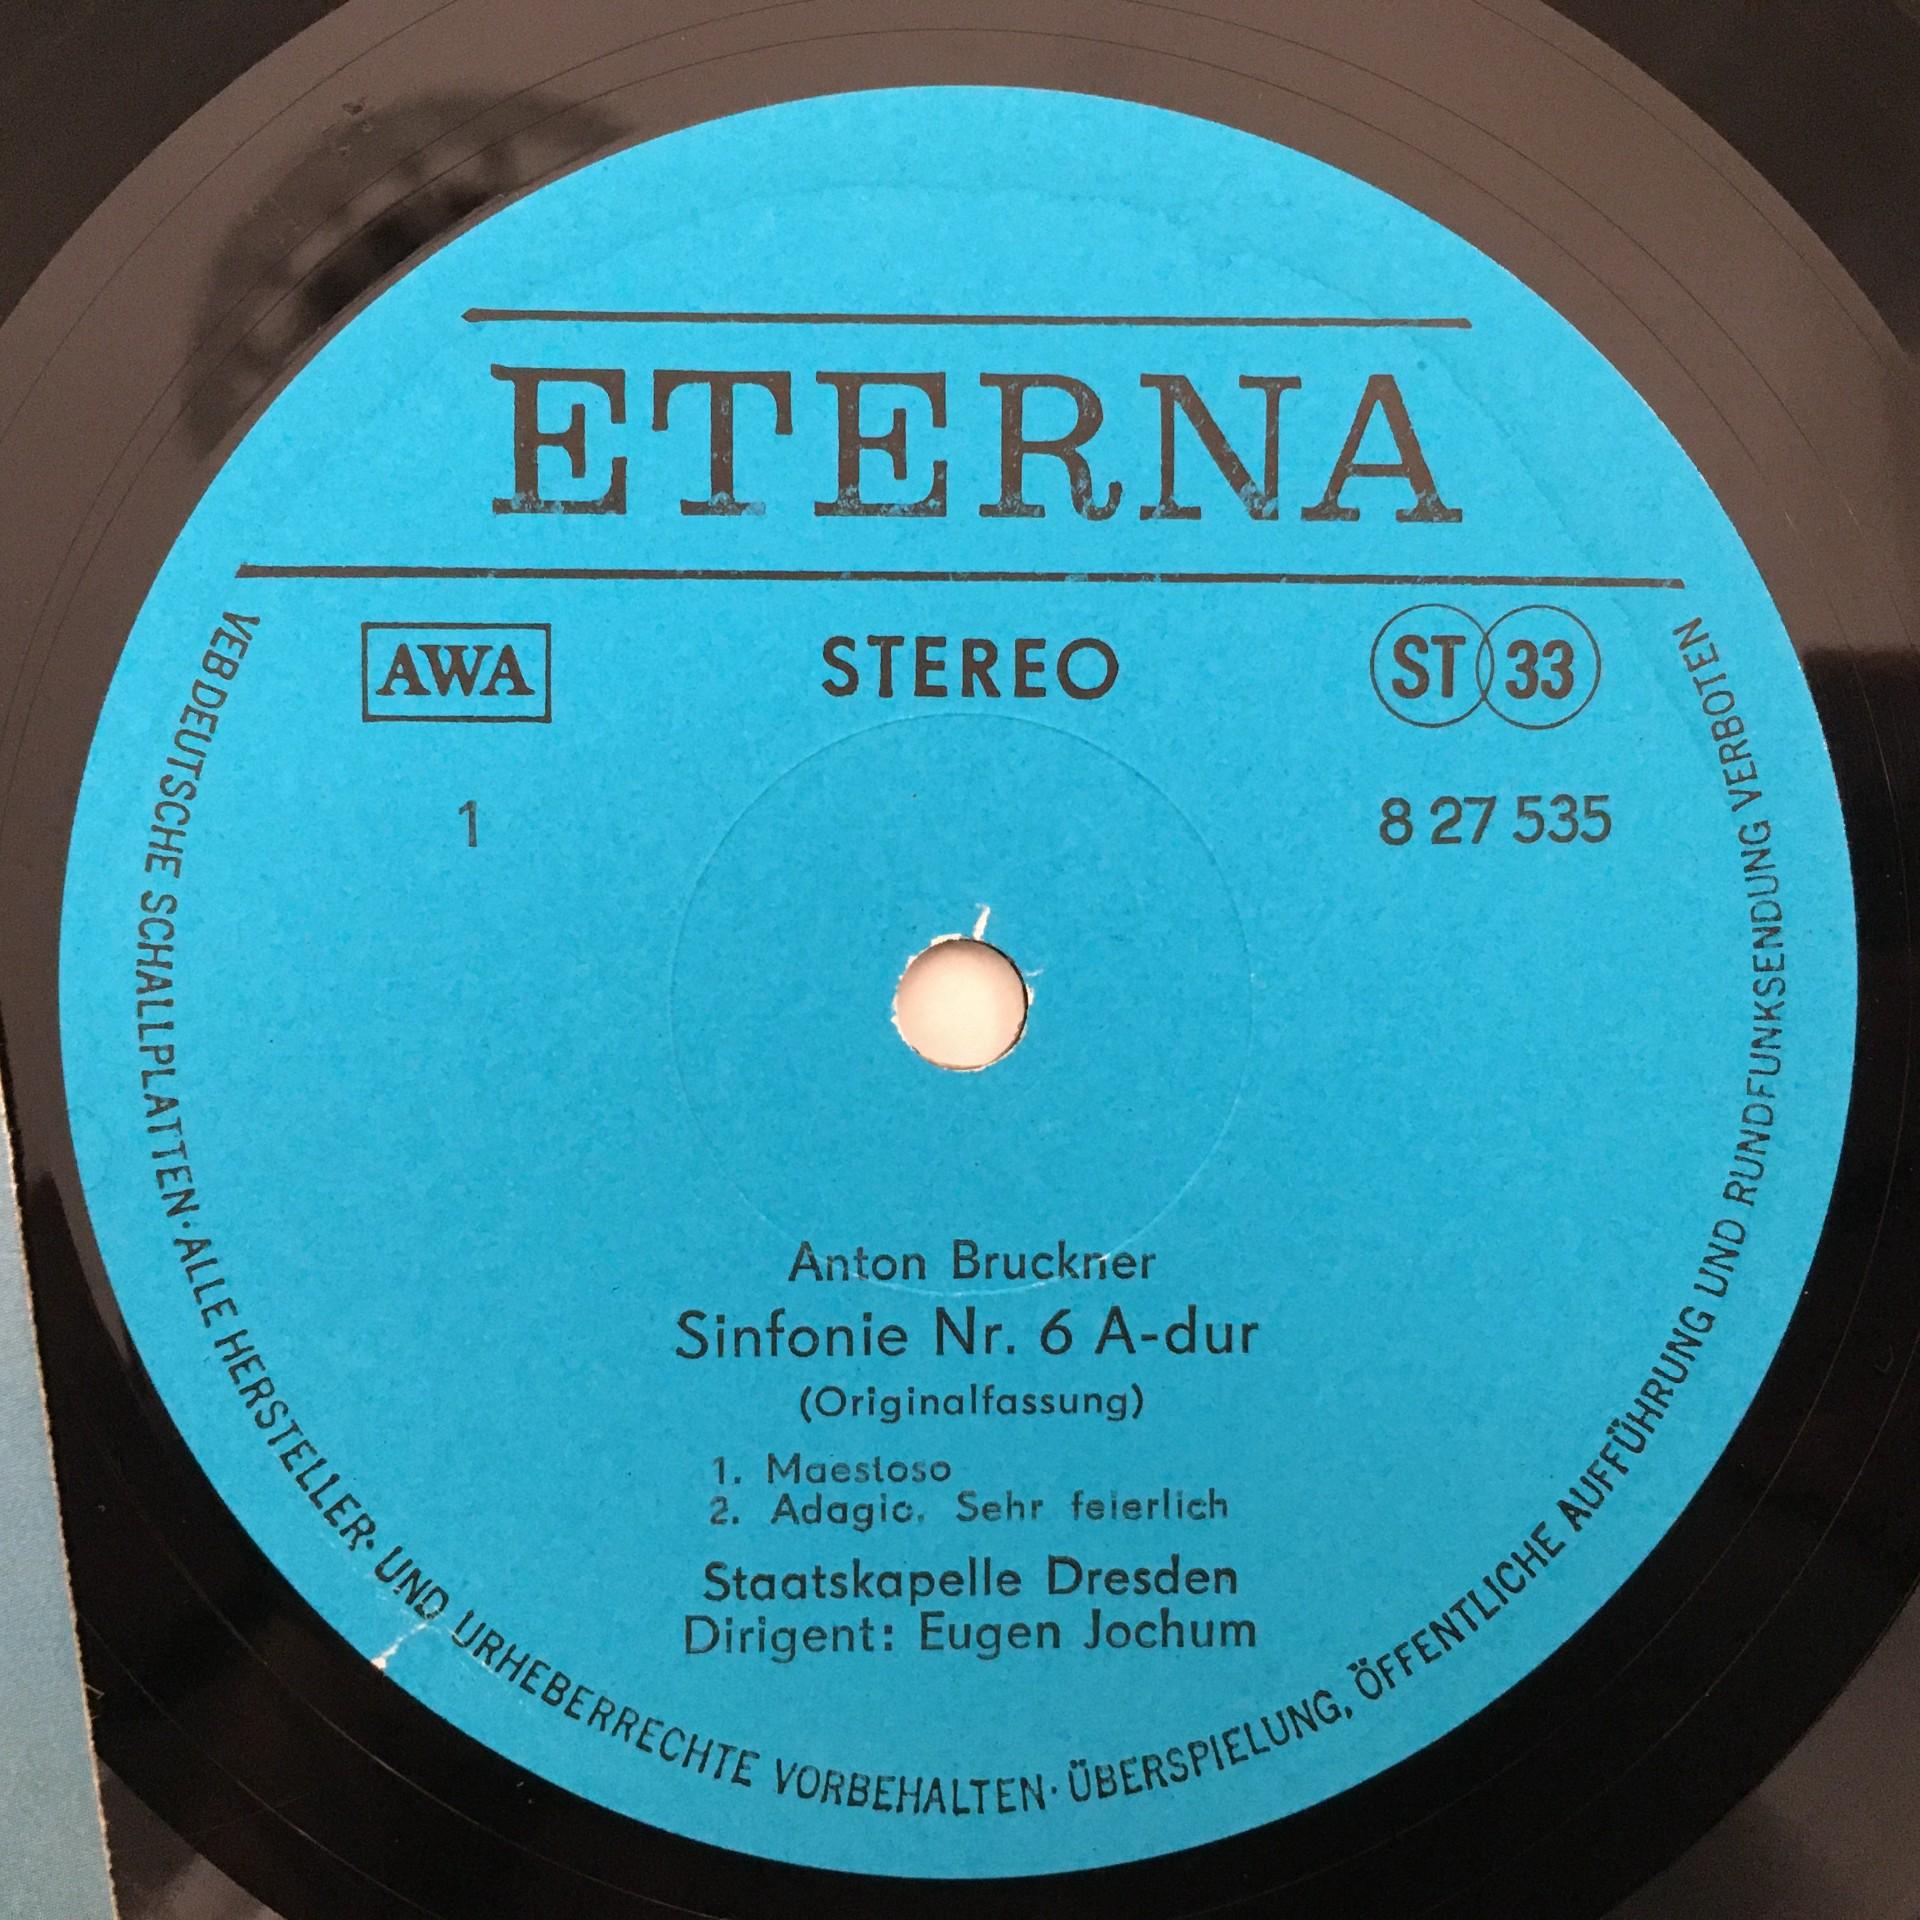 ETERNA
AWA
STEREO
ST 33
1
8 27 535
Anton Bruckner
Sinfonie Nr. 6 A-dur
(Originalfassung)
1. Maestoso
2. Adagio. Sehr feierlich
Staatskapelle Dresden
Dirigent: Eugen Jochum
VEB DEUTSCHE SCHALLPLATTEN · ALLE HERSTELLER- UND URHEBERRECHTE VORBEHALTEN · ÜBERSPIELUNG, ÖFFENTLICHE AUFFÜHRUNG UND RUNDFUNKSENDUNG VERBOTEN